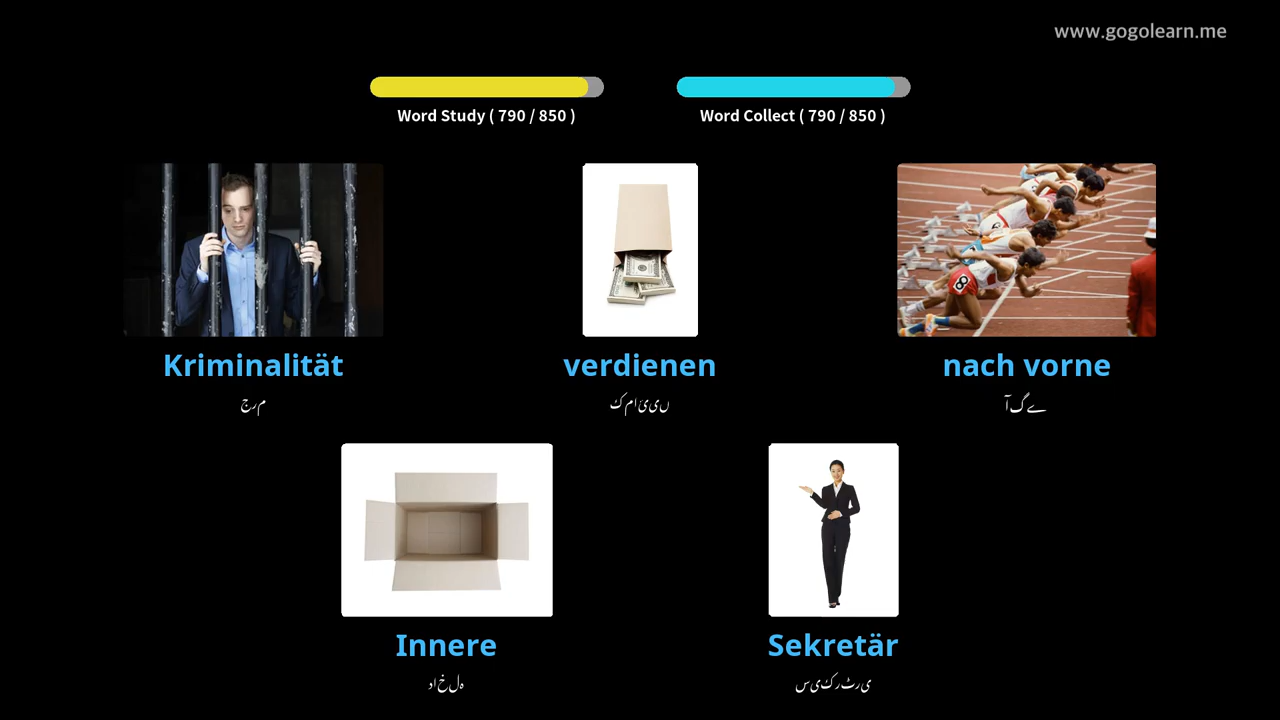 www.gogolearn.me
Word Study ( 790 / 850 )
Word Collect ( 790 / 850 )
Kriminalität
verdienen
nach vorne
جرم
کمائیں
آگے
Innere
Sekretär
داخلہ
سیکرٹری